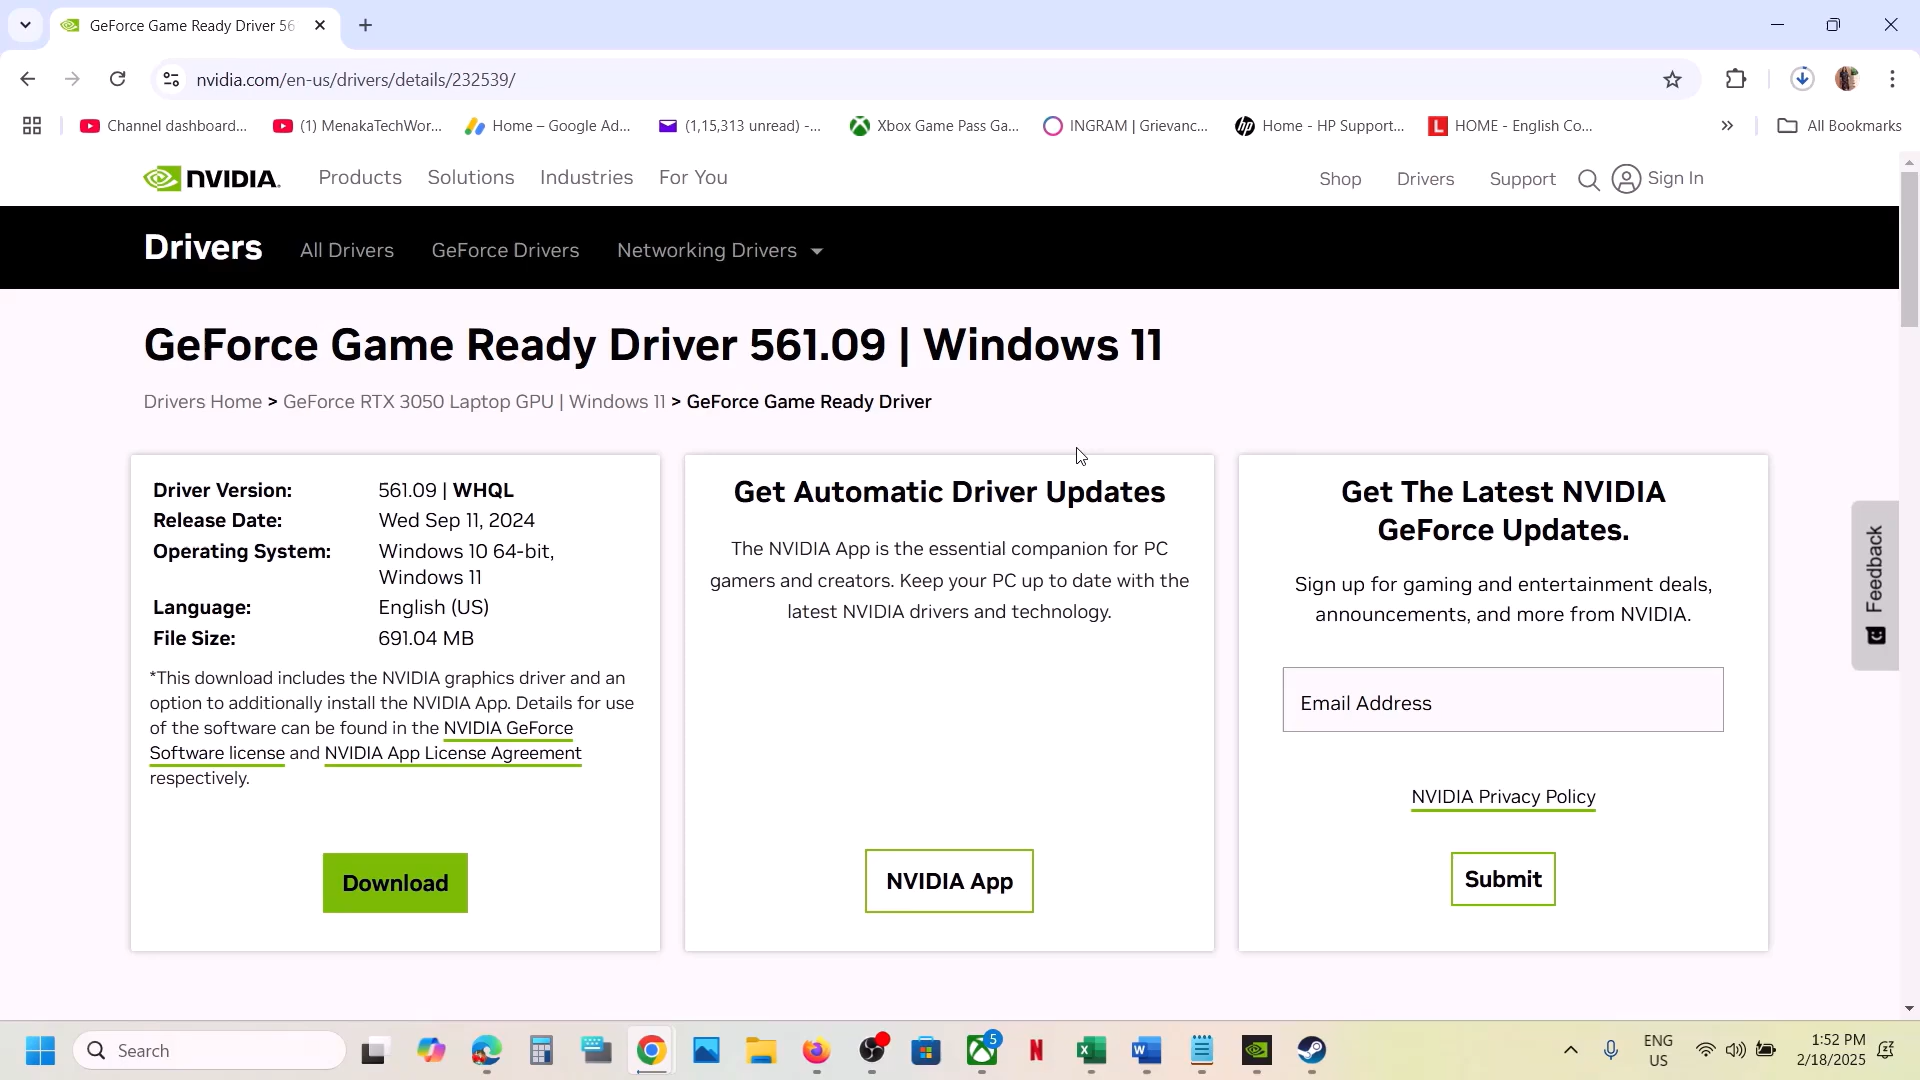 GeForce Game Ready Driver 56
nvidia.com/en-us/drivers/details/232539/
Channel dashboard...
(1) MenakaTechWor...
Home – Google Ad...
(1,15,313 unread) -...
Xbox Game Pass Ga...
INGRAM | Grievanc...
Home - HP Support...
HOME - English Co...
All Bookmarks
NVIDIA.
Products
Solutions
Industries
For You
Shop
Drivers
Support
Sign In
Drivers
All Drivers
GeForce Drivers
Networking Drivers
GeForce Game Ready Driver 561.09 | Windows 11
Drivers Home > GeForce RTX 3050 Laptop GPU | Windows 11 > GeForce Game Ready Driver
Driver Version: 561.09 | WHQL
Release Date: Wed Sep 11, 2024
Operating System: Windows 10 64-bit,
Windows 11
Language: English (US)
File Size: 691.04 MB
*This download includes the NVIDIA graphics driver and an
option to additionally install the NVIDIA App. Details for use
of the software can be found in the NVIDIA GeForce
Software license and NVIDIA App License Agreement
respectively.
Download
Get Automatic Driver Updates
The NVIDIA App is the essential companion for PC
gamers and creators. Keep your PC up to date with the
latest NVIDIA drivers and technology.
NVIDIA App
Get The Latest NVIDIA
GeForce Updates.
Sign up for gaming and entertainment deals,
announcements, and more from NVIDIA.
Email Address
NVIDIA Privacy Policy
Submit
Feedback
Search
5
ENG
US
1:52 PM
2/18/2025